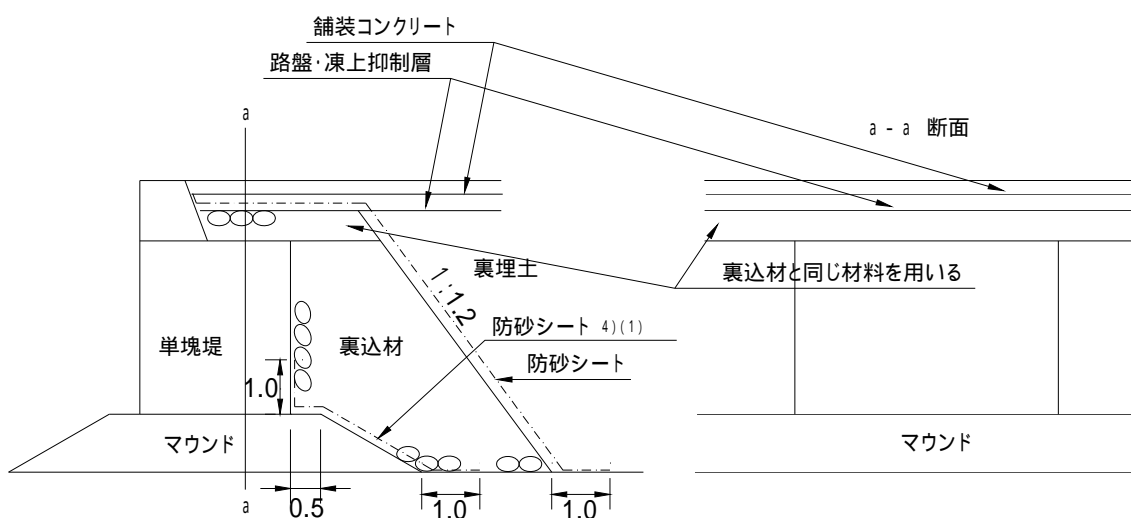 舗装コンクリート
路盤・凍上抑制層
a
a - a 断面
裏埋土
1:1.2
裏込材と同じ材料を用いる
防砂シート 4)(1)
単塊堤
裏込材
防砂シート
1.0
マウンド
マウンド
a
0.5
1.0
1.0